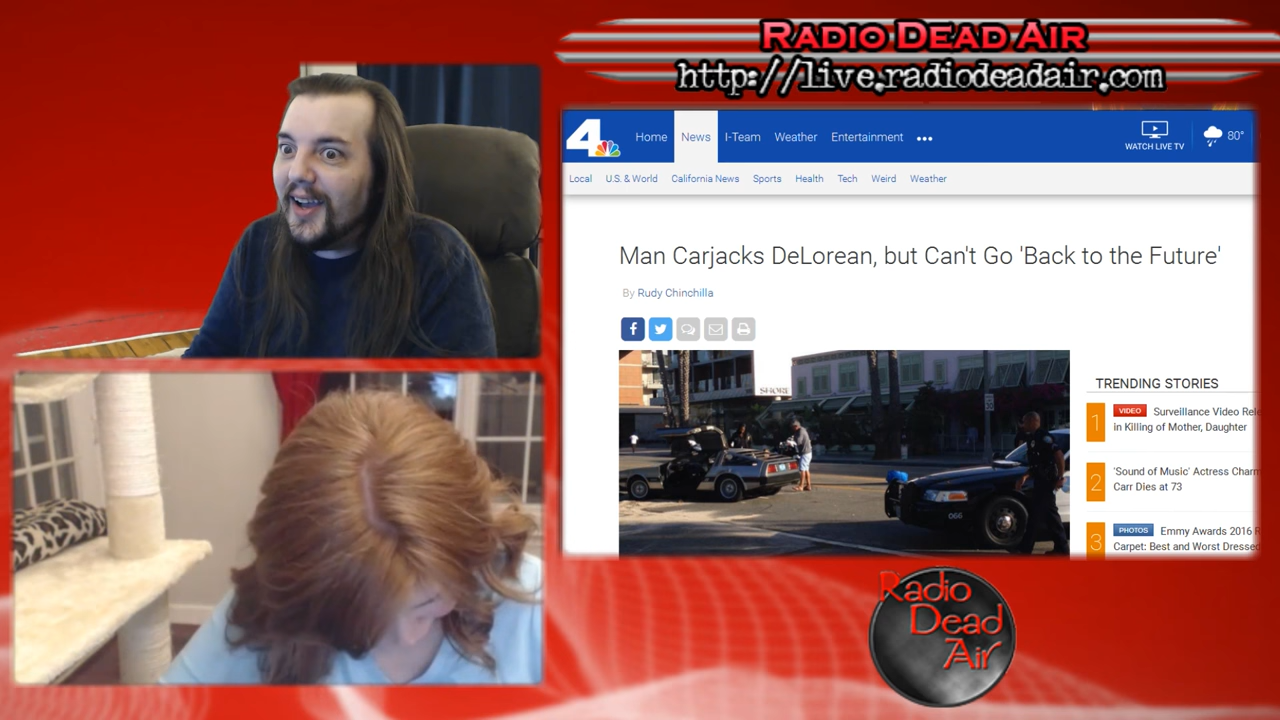 RADIO DEAD AIR
http://live.radiodeadair.com
4 Home News I-Team Weather Entertainment ••• WATCH LIVE TV 80°
Local U.S. & World California News Sports Health Tech Weird Weather
Man Carjacks DeLorean, but Can't Go 'Back to the Future'
By Rudy Chinchilla
SHORE
066
TRENDING STORIES
1 VIDEO Surveillance Video Rele
in Killing of Mother, Daughter
2 'Sound of Music' Actress Charm
Carr Dies at 73
3 PHOTOS Emmy Awards 2016 R
Carpet: Best and Worst Dressed
Radio
Dead
Air